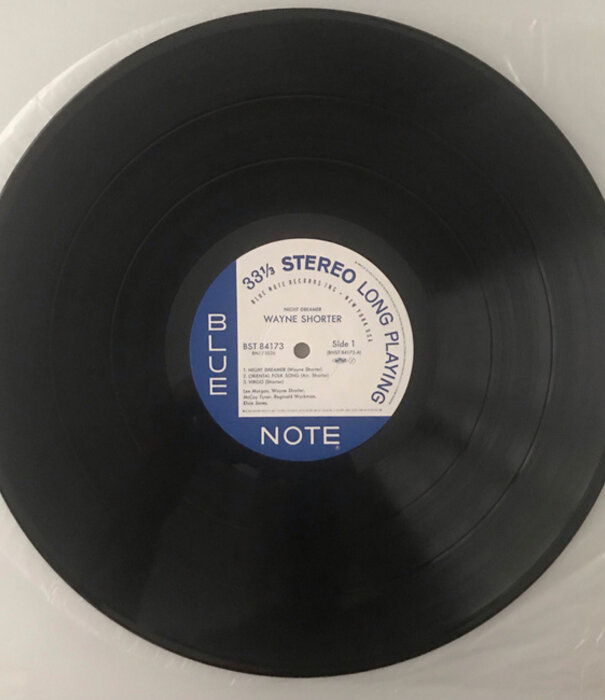 33⅓ STEREO LONG PLAYING
BLUE NOTE RECORDS INC • NEW YORK USA
NIGHT DREAMER
WAYNE SHORTER
BST 84173
Side 1
(BNST 84173-A)
1. NIGHT DREAMER (Wayne Shorter)
2. ORIENTAL FOLK SONG (Arr. Shorter)
3. VIRGO (Shorter)
Lee Morgan, Wayne Shorter,
McCoy Tyner, Reginald Workman,
Elvin Jones.
BLUE
NOTE